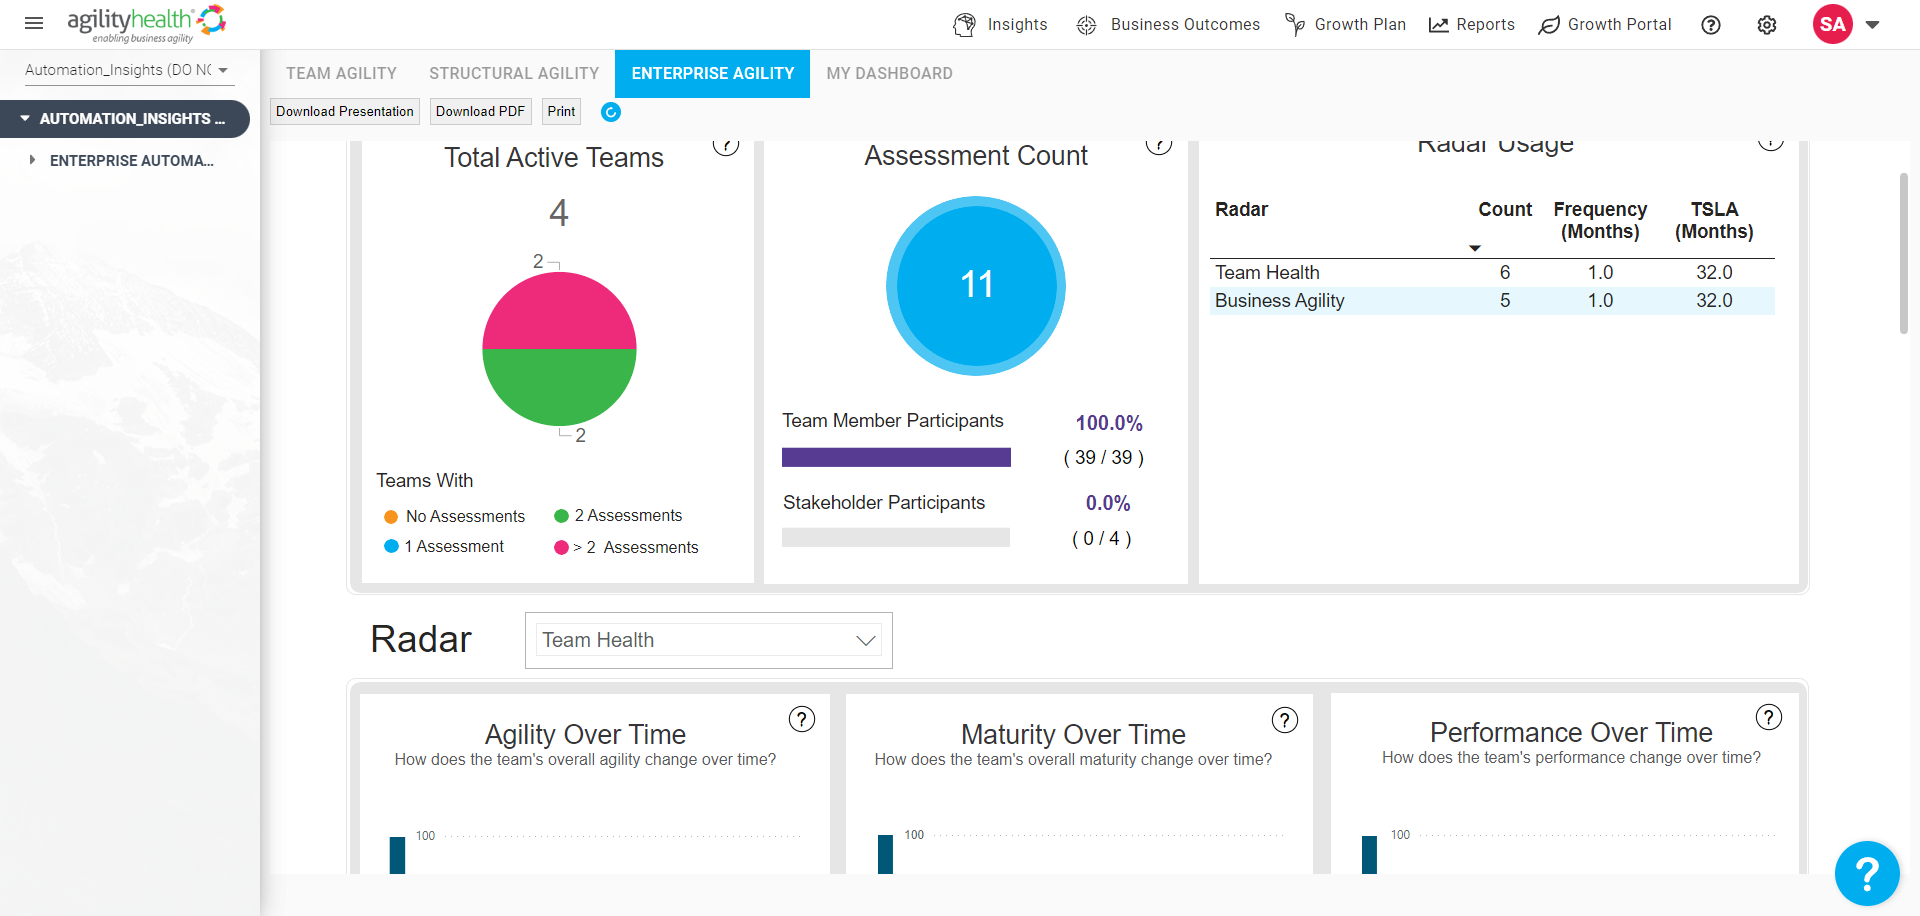 agilityhealth®
enabling business agility
Insights
Business Outcomes
Growth Plan
Reports
Growth Portal
?
SA
Automation_Insights (DO N
AUTOMATION_INSIGHTS ...
ENTERPRISE AUTOMA...
TEAM AGILITY
STRUCTURAL AGILITY
ENTERPRISE AGILITY
MY DASHBOARD
Download Presentation
Download PDF
Print
Total Active Teams
?
4
2
2
Teams With
No Assessments
2 Assessments
1 Assessment
> 2 Assessments
Assessment Count
?
11
Team Member Participants
100.0%
( 39 / 39 )
Stakeholder Participants
0.0%
( 0 / 4 )
Radar Usage
?
Radar Count Frequency (Months) TSLA (Months)
Team Health 6 1.0 32.0
Business Agility 5 1.0 32.0
Radar
Team Health
Agility Over Time
?
How does the team's overall agility change over time?
100
Maturity Over Time
?
How does the team's overall maturity change over time?
100
Performance Over Time
?
How does the team's performance change over time?
100
?